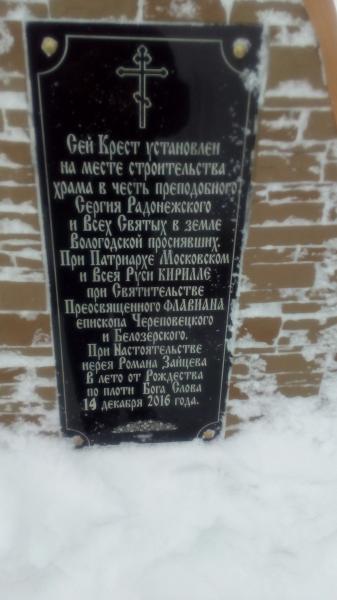 Сей Крест установлен
на месте строительства
храма в честь преподобного
Сергия Радонежского
и Всех Святых в земле
Вологодской просиявших.
При Патриархе Московском
и Всея Руси КИРИЛЛЕ
при Святительстве
Преосвященного ФЛАВИАНА
епископа Череповецкого
и Белозерского.
При Настоятельстве
иерея Романа Зайцева
В лето от Рождества
по плоти Бога Слова
14 декабря 2016 года.